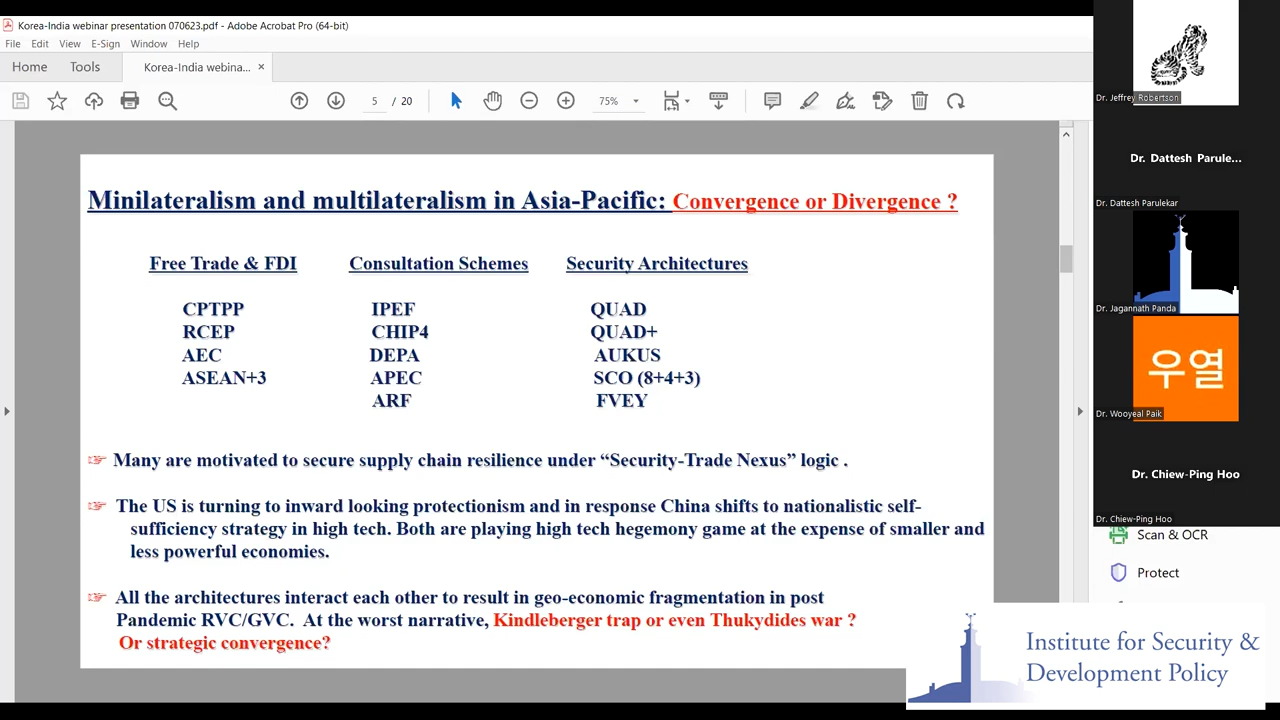 Korea-India webinar presentation 070623.pdf - Adobe Acrobat Pro (64-bit)
File Edit View E-Sign Window Help
Home Tools Korea-India webina... ×
5 / 20 75%
Minilateralism and multilateralism in Asia-Pacific: Convergence or Divergence ?
Free Trade & FDI Consultation Schemes Security Architectures
CPTPP IPEF QUAD
RCEP CHIP4 QUAD+
AEC DEPA AUKUS
ASEAN+3 APEC SCO (8+4+3)
ARF FVEY
Many are motivated to secure supply chain resilience under “Security-Trade Nexus” logic .
The US is turning to inward looking protectionism and in response China shifts to nationalistic self-
sufficiency strategy in high tech. Both are playing high tech hegemony game at the expense of smaller and
less powerful economies.
All the architectures interact each other to result in geo-economic fragmentation in post
Pandemic RVC/GVC. At the worst narrative, Kindleberger trap or even Thukydides war ?
Or strategic convergence?
Dr. Jeffrey Robertson
Dr. Dattesh Parule...
Dr. Dattesh Parulekar
Dr. Jagannath Panda
우열
Dr. Wooyeal Paik
Dr. Chiew-Ping Hoo
Dr. Chiew-Ping Hoo
Scan & OCR
Protect
Institute for Security &
Development Policy